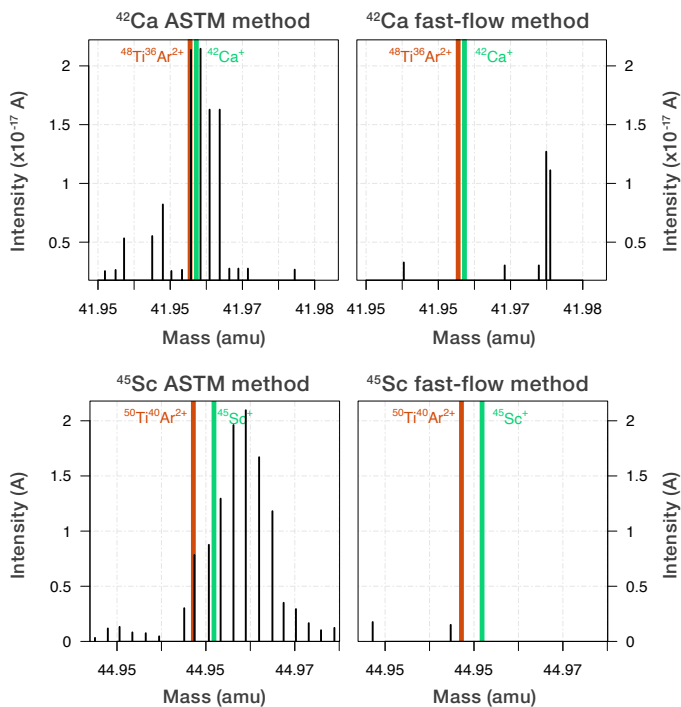 ⁴²Ca ASTM method
⁴²Ca fast-flow method
⁴⁸Ti³⁶Ar²⁺
⁴²Ca⁺
⁴⁸Ti³⁶Ar²⁺
⁴²Ca⁺
2
1.5
1
0.5
2
1.5
1
0.5
Intensity (x10⁻¹⁷ A)
Intensity (x10⁻¹⁷ A)
41.95 41.95 41.97 41.98
41.95 41.95 41.97 41.98
Mass (amu)
Mass (amu)
⁴⁵Sc ASTM method
⁴⁵Sc fast-flow method
⁵⁰Ti⁴⁰Ar²⁺
⁴⁵Sc⁺
⁵⁰Ti⁴⁰Ar²⁺
⁴⁵Sc⁺
2
1.5
1
0.5
0
2
1.5
1
0.5
0
Intensity (A)
Intensity (A)
44.95 44.95 44.97
44.95 44.95 44.97
Mass (amu)
Mass (amu)